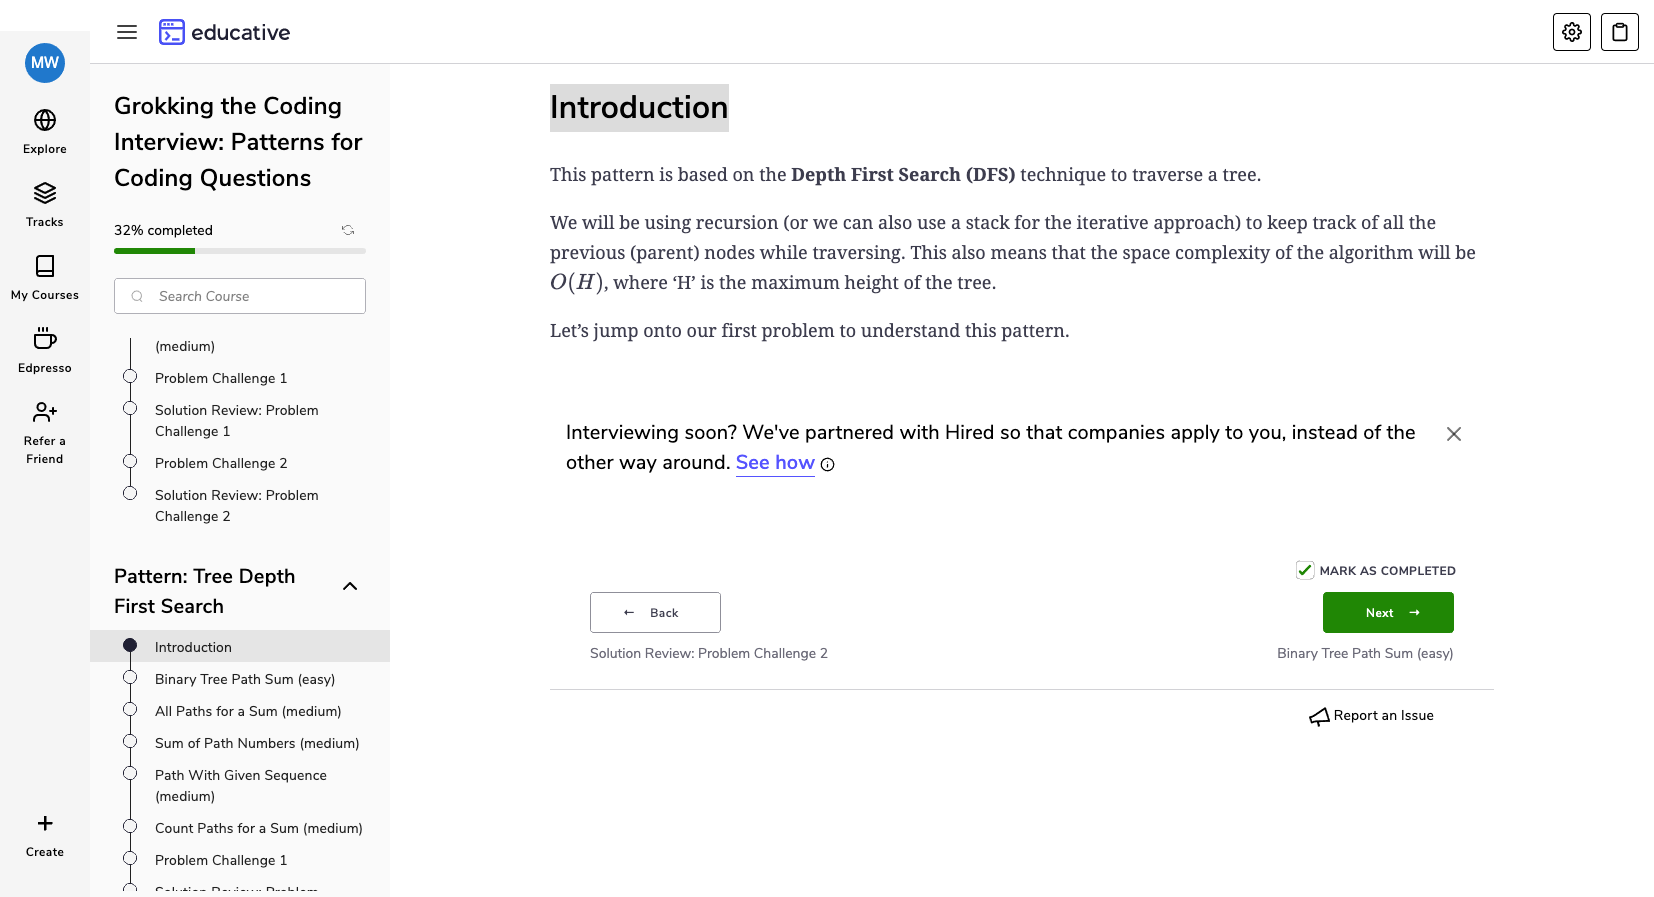 educative
MW
Explore
Tracks
My Courses
Edpresso
Refer a
Friend
Create
Grokking the Coding
Interview: Patterns for
Coding Questions
32% completed
Search Course
(medium)
Problem Challenge 1
Solution Review: Problem
Challenge 1
Problem Challenge 2
Solution Review: Problem
Challenge 2
Pattern: Tree Depth
First Search
Introduction
Binary Tree Path Sum (easy)
All Paths for a Sum (medium)
Sum of Path Numbers (medium)
Path With Given Sequence
(medium)
Count Paths for a Sum (medium)
Problem Challenge 1
Solution Review: Problem
Introduction
This pattern is based on the Depth First Search (DFS) technique to traverse a tree.
We will be using recursion (or we can also use a stack for the iterative approach) to keep track of all the
previous (parent) nodes while traversing. This also means that the space complexity of the algorithm will be
O(H), where ‘H’ is the maximum height of the tree.
Let’s jump onto our first problem to understand this pattern.
Interviewing soon? We've partnered with Hired so that companies apply to you, instead of the
other way around. See how
MARK AS COMPLETED
← Back
Next →
Solution Review: Problem Challenge 2
Binary Tree Path Sum (easy)
Report an Issue